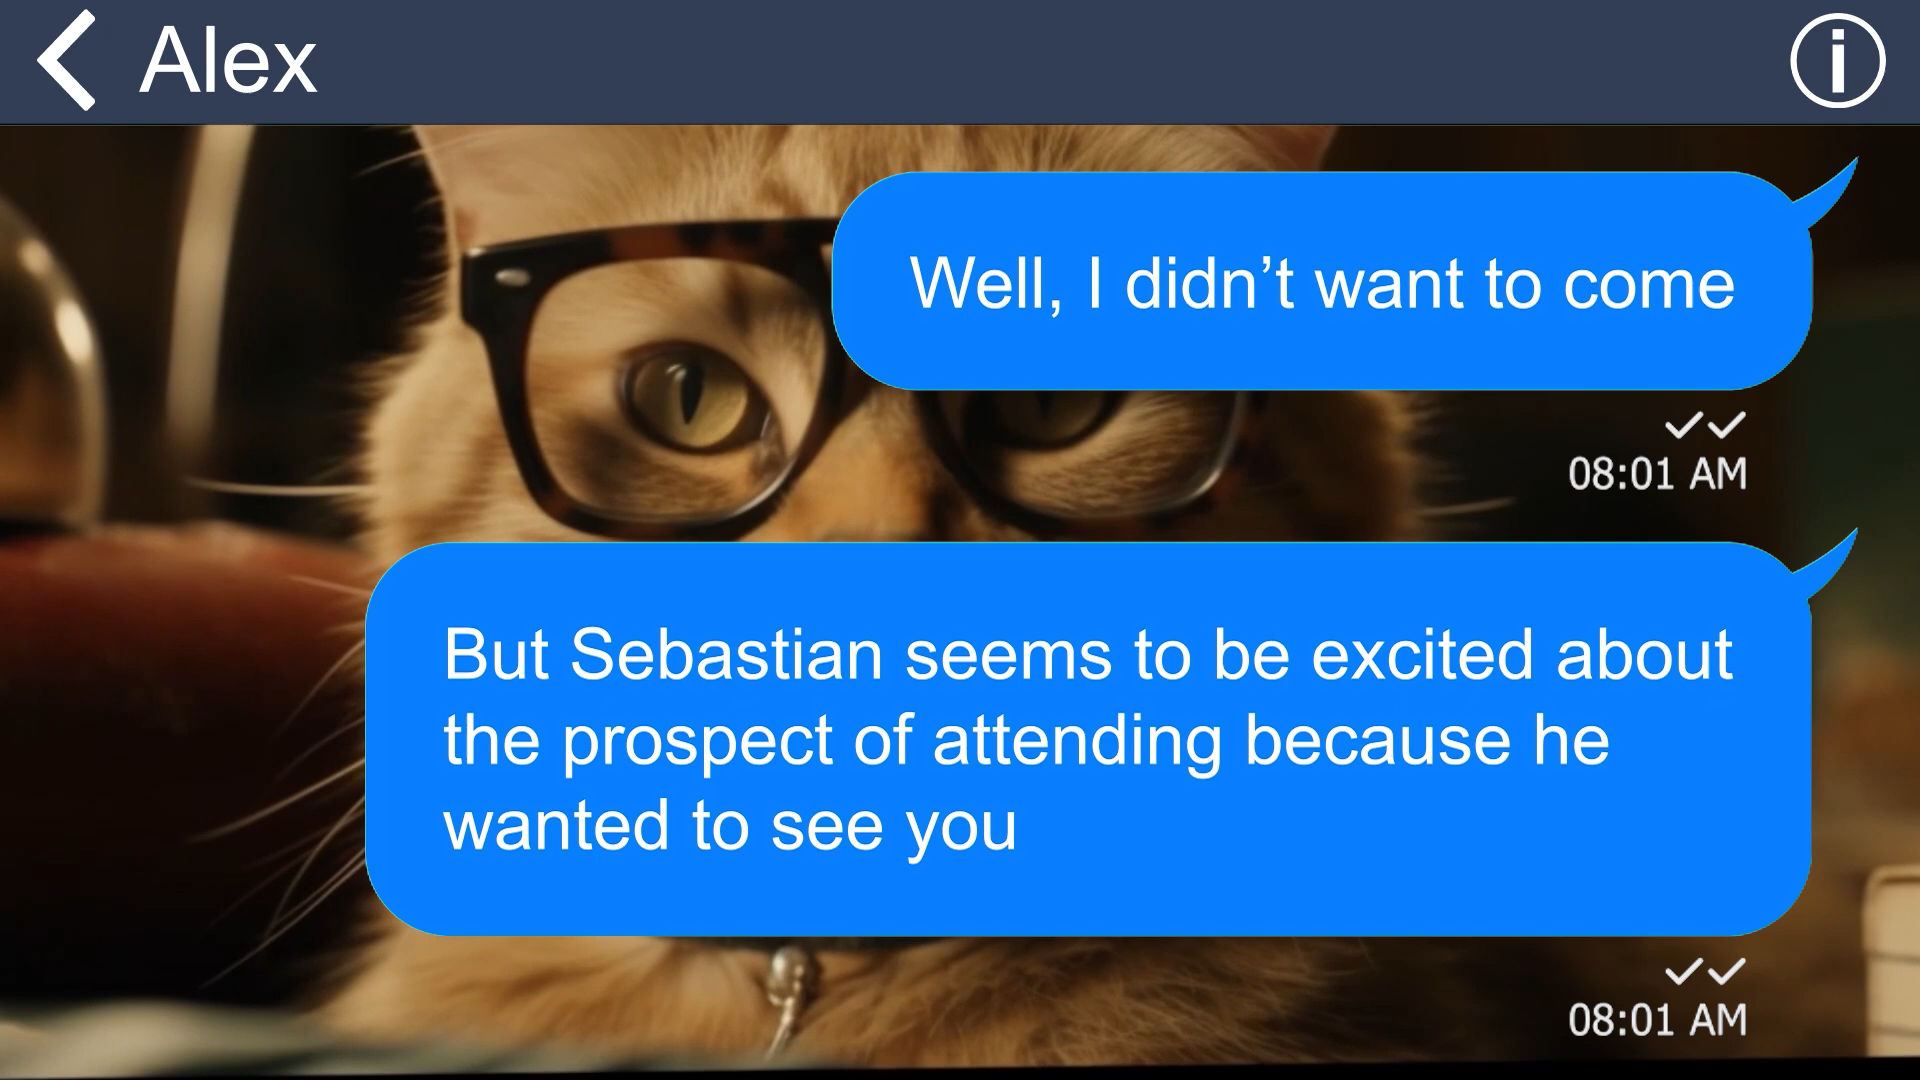 Alex
Well, I didn’t want to come
08:01 AM
But Sebastian seems to be excited about
the prospect of attending because he
wanted to see you
08:01 AM